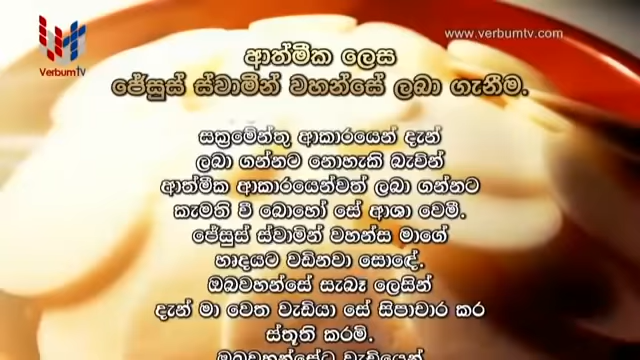 VerbumTV
www.verbumtv.com
ආත්මික ලෙස
ජේසුස් ස්වාමීන් වහන්සේ ලබා ගැනීම.
සක්‍රමේන්තු ආකාරයෙන් දැන්
ලබා ගන්නට නොහැකි බැවින්
ආත්මික ආකාරයෙන්වත් ලබා ගන්නට
කැමති වී බොහෝ සේ ආශා වෙමී.
ජේසුස් ස්වාමින් වහන්ස මාගේ
හෘදයට වඩිනවා සොඳේ.
ඔබවහන්සේ සැබෑ ලෙසින්
දැන් මා වෙත වැඩියා සේ සිපාචාර කර
ස්තූති කරමි.
ඔබවහන්සේට වැඩියෙන්